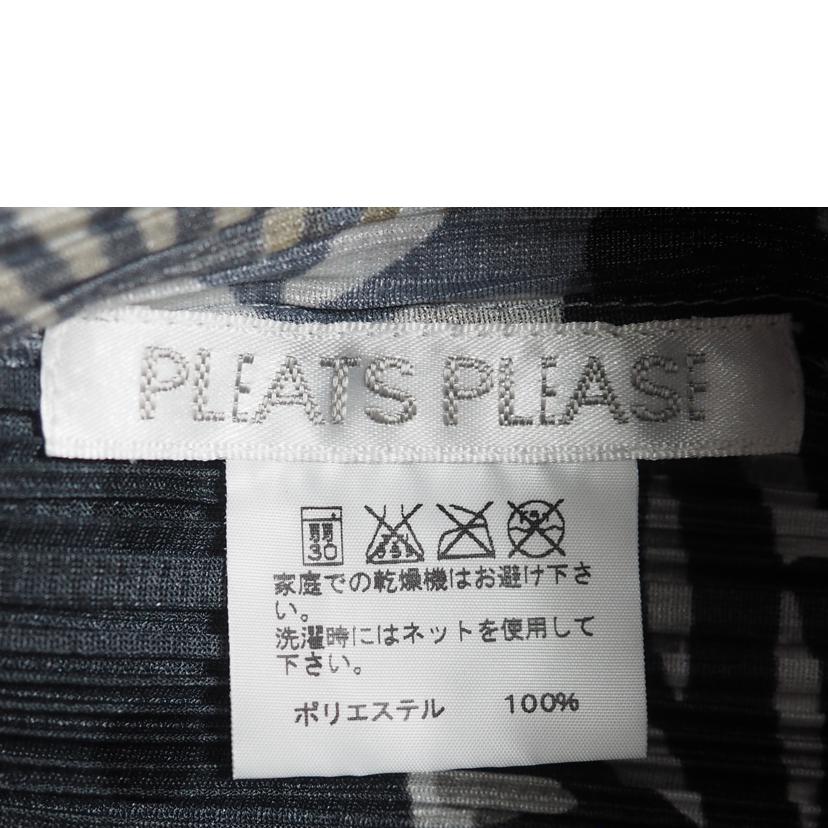 PLEATS PLEASE
弱
30
家庭での乾燥機はお避け下さ
い。
洗濯時にはネットを使用して
下さい。
ポリエステル 100%